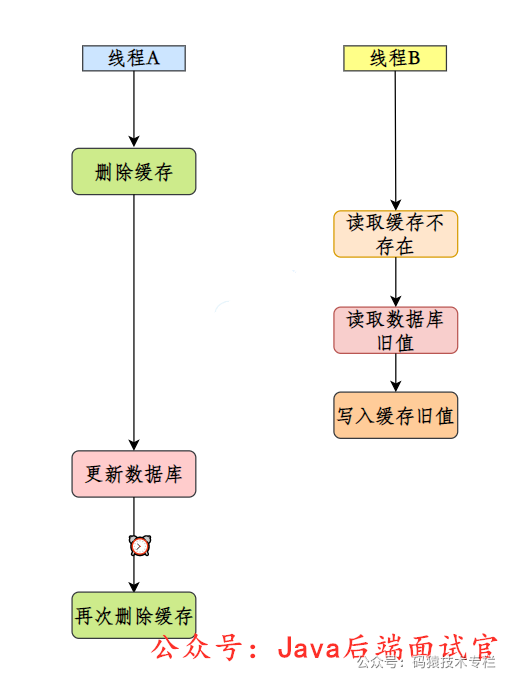 线程A
线程B
删除缓存
读取缓存不
存在
读取数据库
旧值
写入缓存旧值
更新数据库
再次删除缓存
公众号：Java后端面试官
公众号：码猿技术专栏